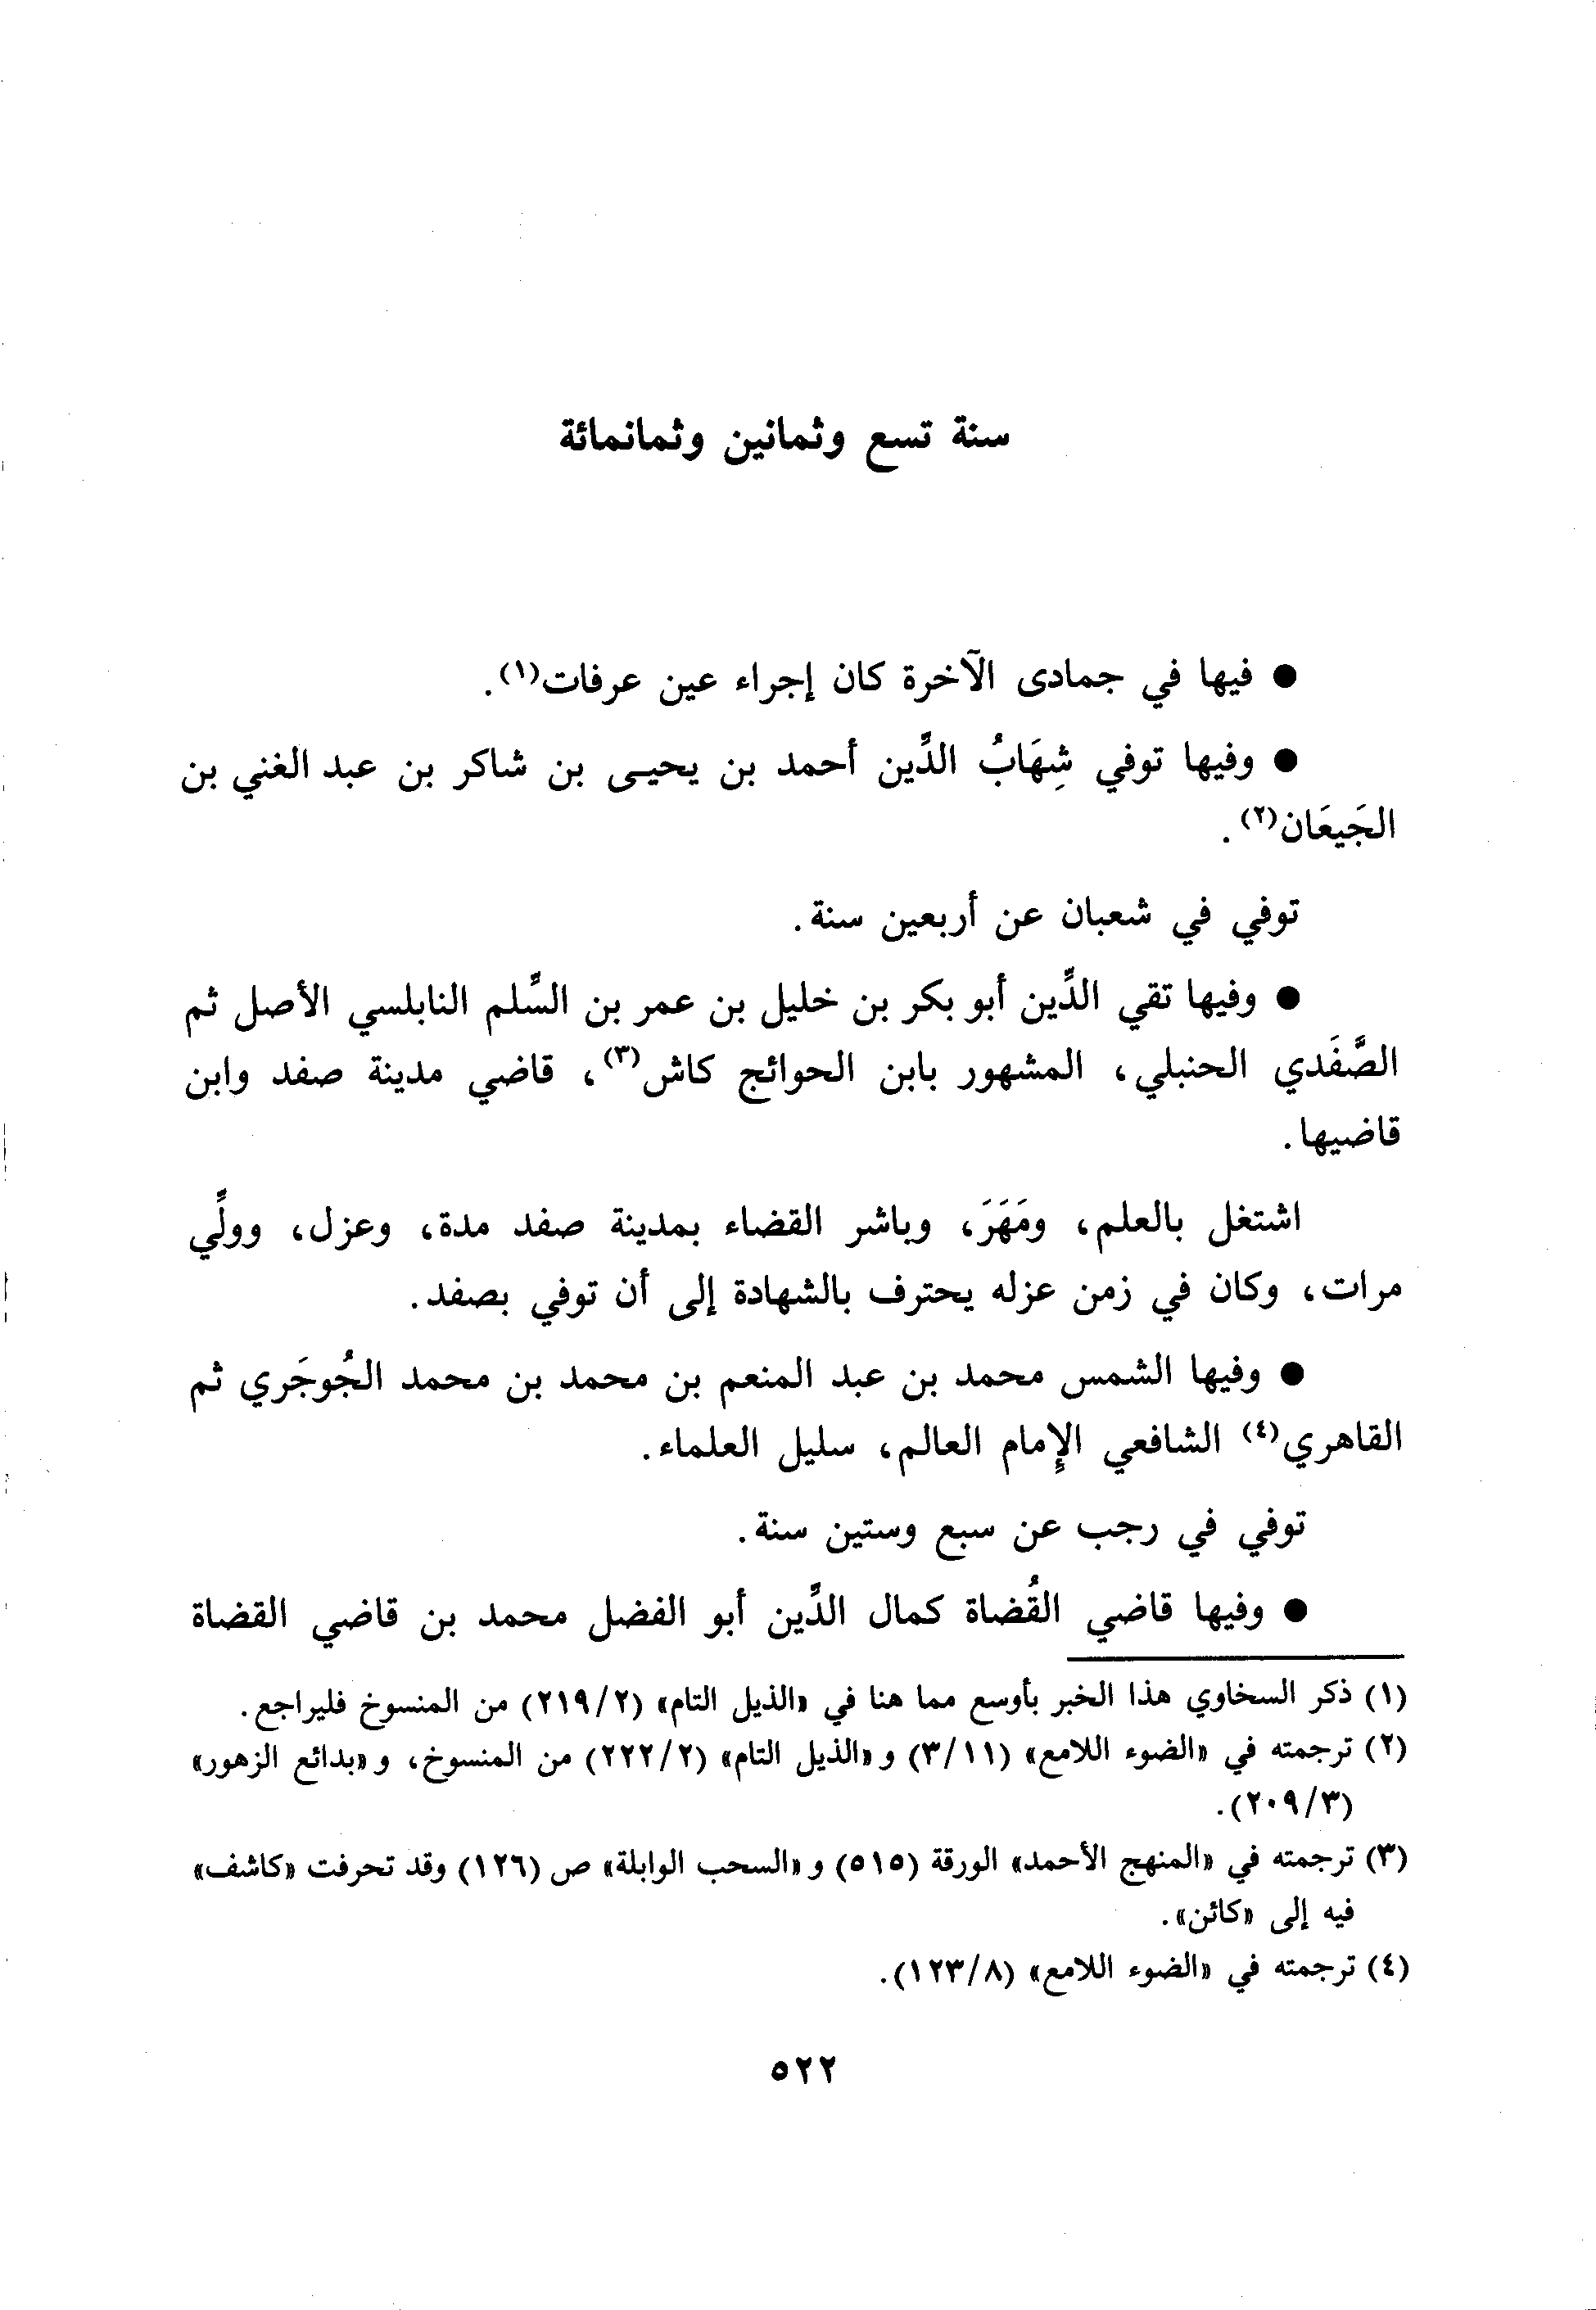 سنة تسع وثمانين وثمانمائة
● فيها في جمادى الآخرة كان إجراء عين عرفات(١).
● وفيها توفي شِهَابُ الدِّين أحمد بن يحيـى بن شاكر بن عبد الغني بن
الجَيعَان(٢).
توفي في شعبان عن أربعين سنة.
● وفيها تقي الدِّين أبو بكر بن خليل بن عمر بن السِّلم النابلسي الأصل ثم
الصَّفَدي الحنبلي، المشهور بابن الحوائج كاش(٣)، قاضي مدينة صفد وابن
قاضيها.
اشتغل بالعلم، ومَهَرَ، وباشر القضاء بمدينة صفد مدة، وعزل، وولِّي
مرات، وكان في زمن عزله يحترف بالشهادة إلى أن توفي بصفد.
● وفيها الشمس محمد بن عبد المنعم بن محمد بن محمد الجُوجَري ثم
القاهري(٤) الشافعي الإِمام العالم، سليل العلماء.
توفي في رجب عن سبع وستين سنة.
● وفيها قاضي القُضاة كمال الدِّين أبو الفضل محمد بن قاضي القضاة
(١) ذكر السخاوي هذا الخبر بأوسع مما هنا في «الذيل التام» (٢١٩/٢) من المنسوخ فليراجع.
(٢) ترجمته في «الضوء اللامع» (٣/١١) و«الذيل التام» (٢٢٢/٢) من المنسوخ، و«بدائع الزهور»
(٢٠٩/٣).
(٣) ترجمته في «المنهج الأحمد» الورقة (٥١٥) و«السحب الوابلة» ص (١٢٦) وقد تحرفت «كاشف»
فيه إلى «كائن».
(٤) ترجمته في «الضوء اللامع» (١٢٣/٨).
٥٢٢